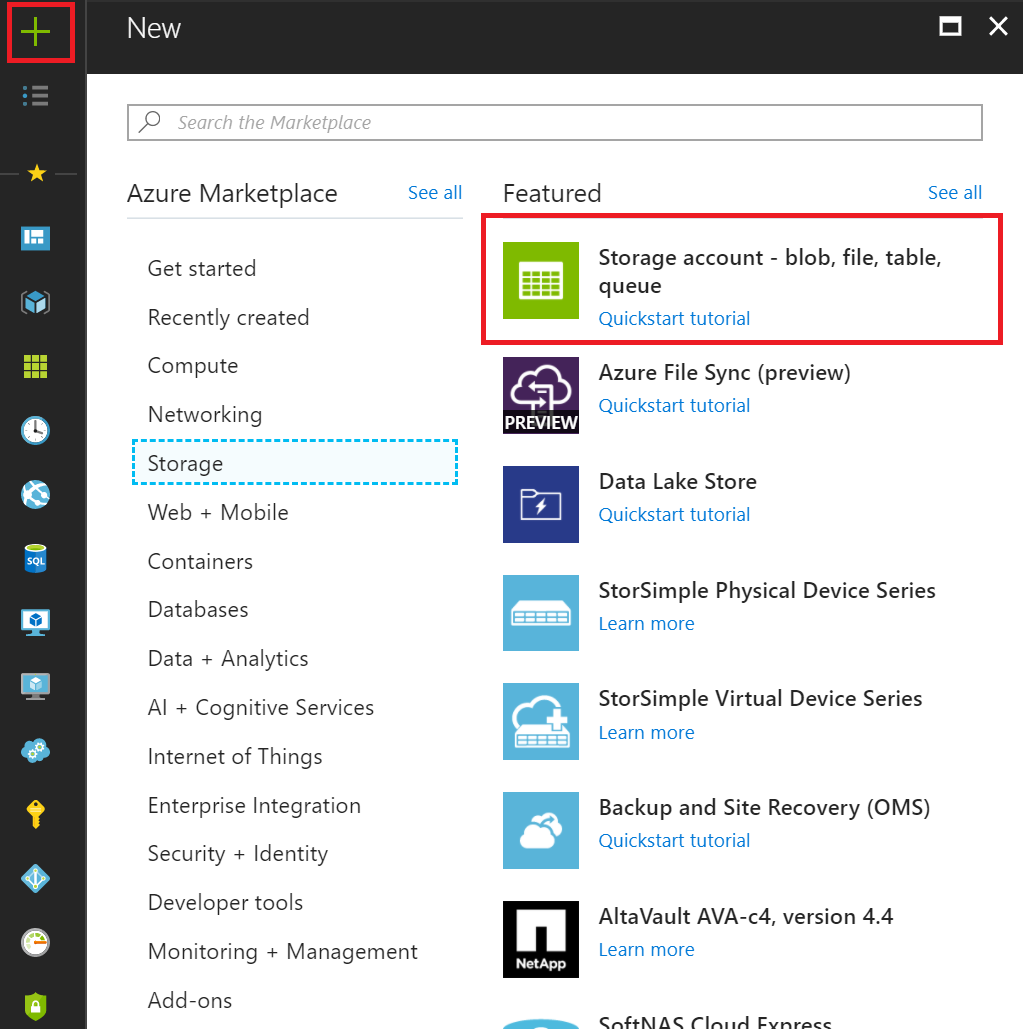 New
Search the Marketplace
Azure Marketplace
See all
Get started
Recently created
Compute
Networking
Storage
Web + Mobile
Containers
Databases
Data + Analytics
AI + Cognitive Services
Internet of Things
Enterprise Integration
Security + Identity
Developer tools
Monitoring + Management
Add-ons
Featured
See all
Storage account - blob, file, table,
queue
Quickstart tutorial
PREVIEW
Azure File Sync (preview)
Quickstart tutorial
Data Lake Store
Quickstart tutorial
StorSimple Physical Device Series
Learn more
StorSimple Virtual Device Series
Learn more
Backup and Site Recovery (OMS)
Quickstart tutorial
NetApp
AltaVault AVA-c4, version 4.4
Learn more
SoftNAS Cloud Express
SQL